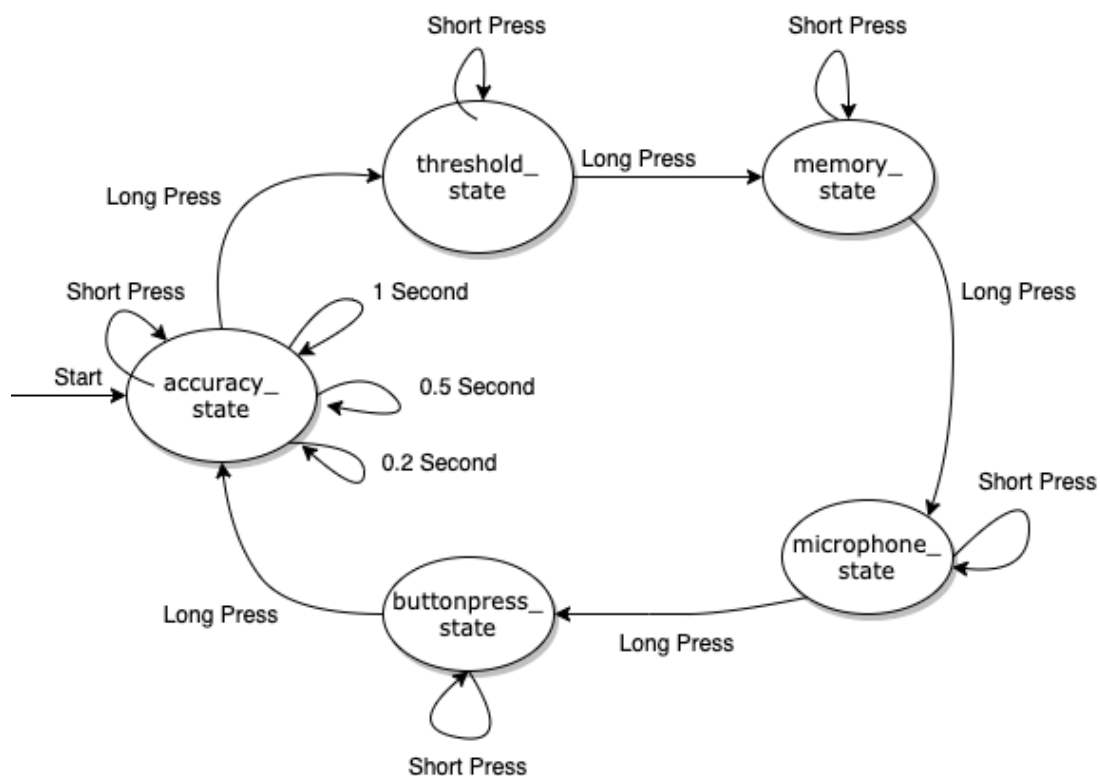 Short Press
Short Press
threshold_
state
Long Press
memory_
state
Long Press
Short Press
1 Second
Long Press
Start
accuracy_
state
0.5 Second
0.2 Second
Short Press
microphone_
state
buttonpress_
state
Long Press
Long Press
Short Press